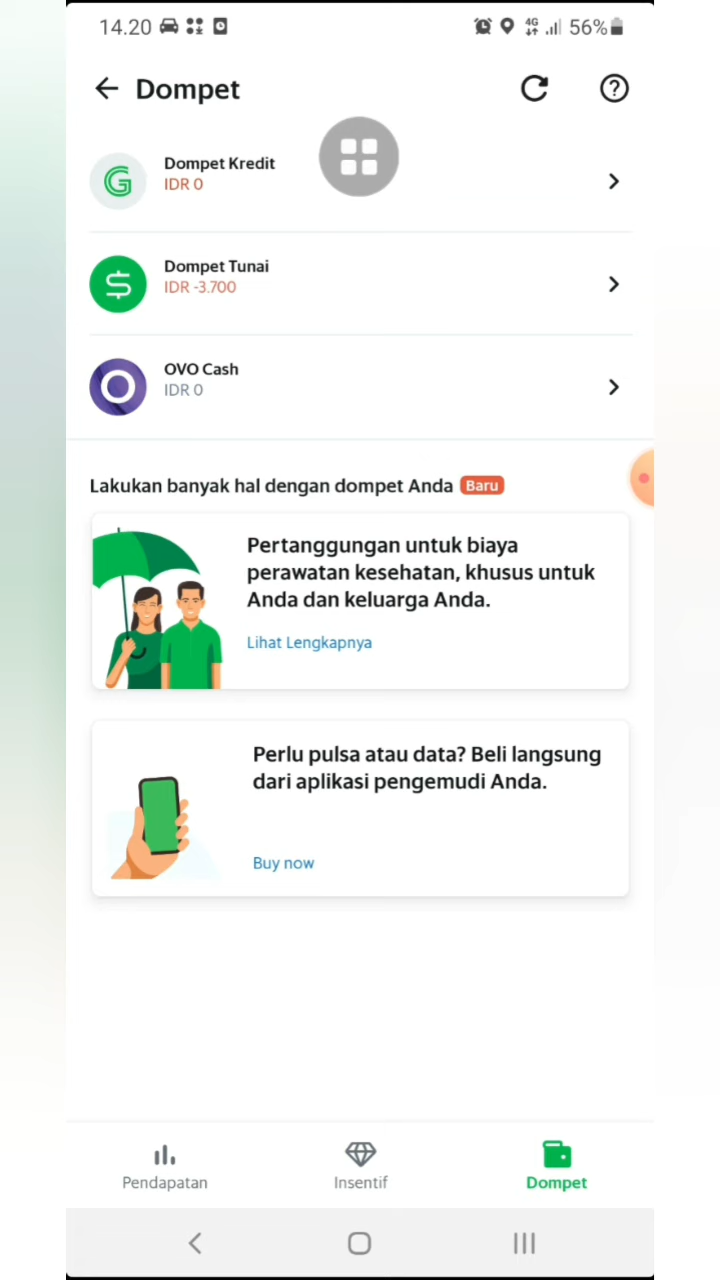 14.20
4G
56%
Dompet
Dompet Kredit
IDR 0
Dompet Tunai
IDR -3.700
OVO Cash
IDR 0
Lakukan banyak hal dengan dompet Anda Baru
Pertanggungan untuk biaya
perawatan kesehatan, khusus untuk
Anda dan keluarga Anda.
Lihat Lengkapnya
Perlu pulsa atau data? Beli langsung
dari aplikasi pengemudi Anda.
Buy now
Pendapatan
Insentif
Dompet